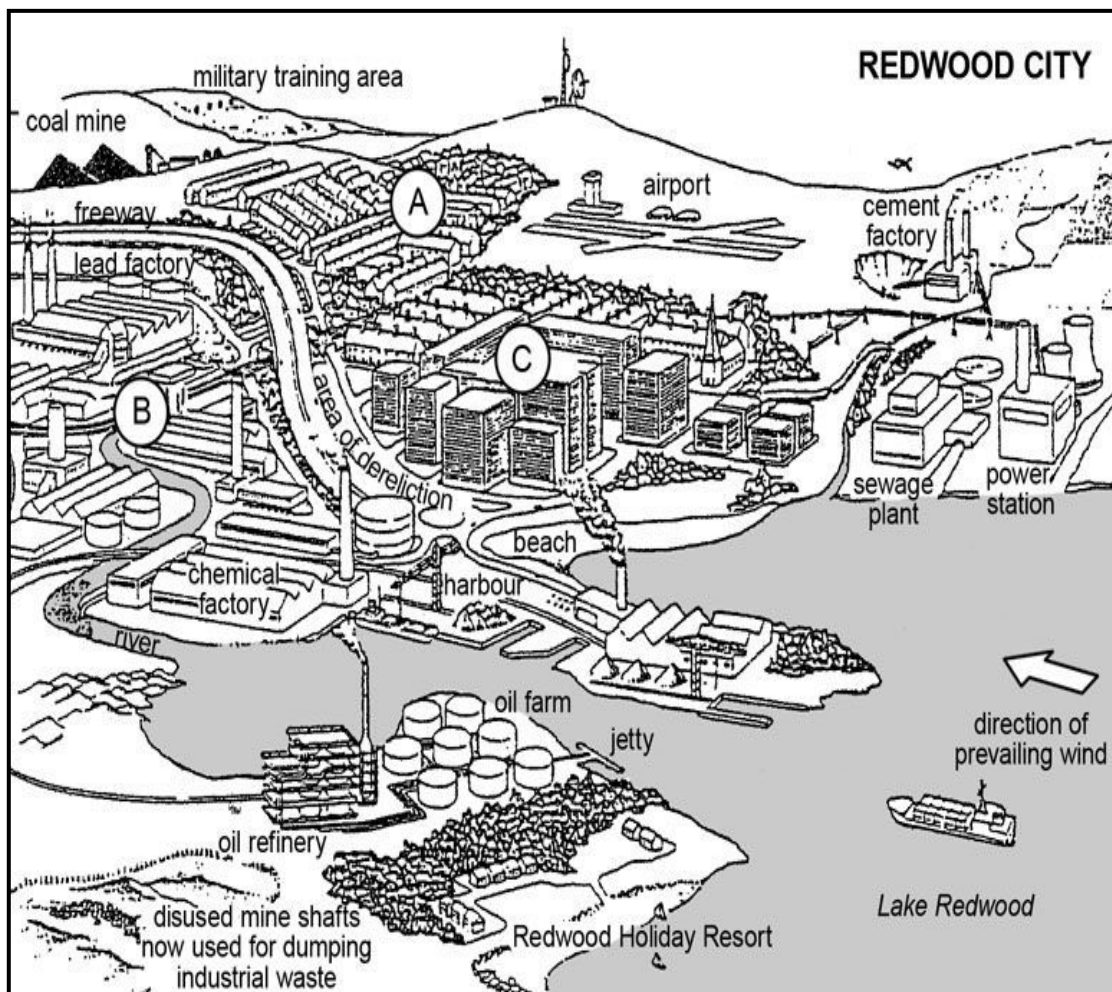 REDWOOD CITY
military training area
coal mine
A
airport
cement
factory
freeway
lead factory
C
area of dereliction
B
sewage
plant
power
station
beach
chemical
factory
harbour
river
oil farm
jetty
direction of
prevailing wind
oil refinery
Lake Redwood
disused mine shafts
now used for dumping
industrial waste
Redwood Holiday Resort